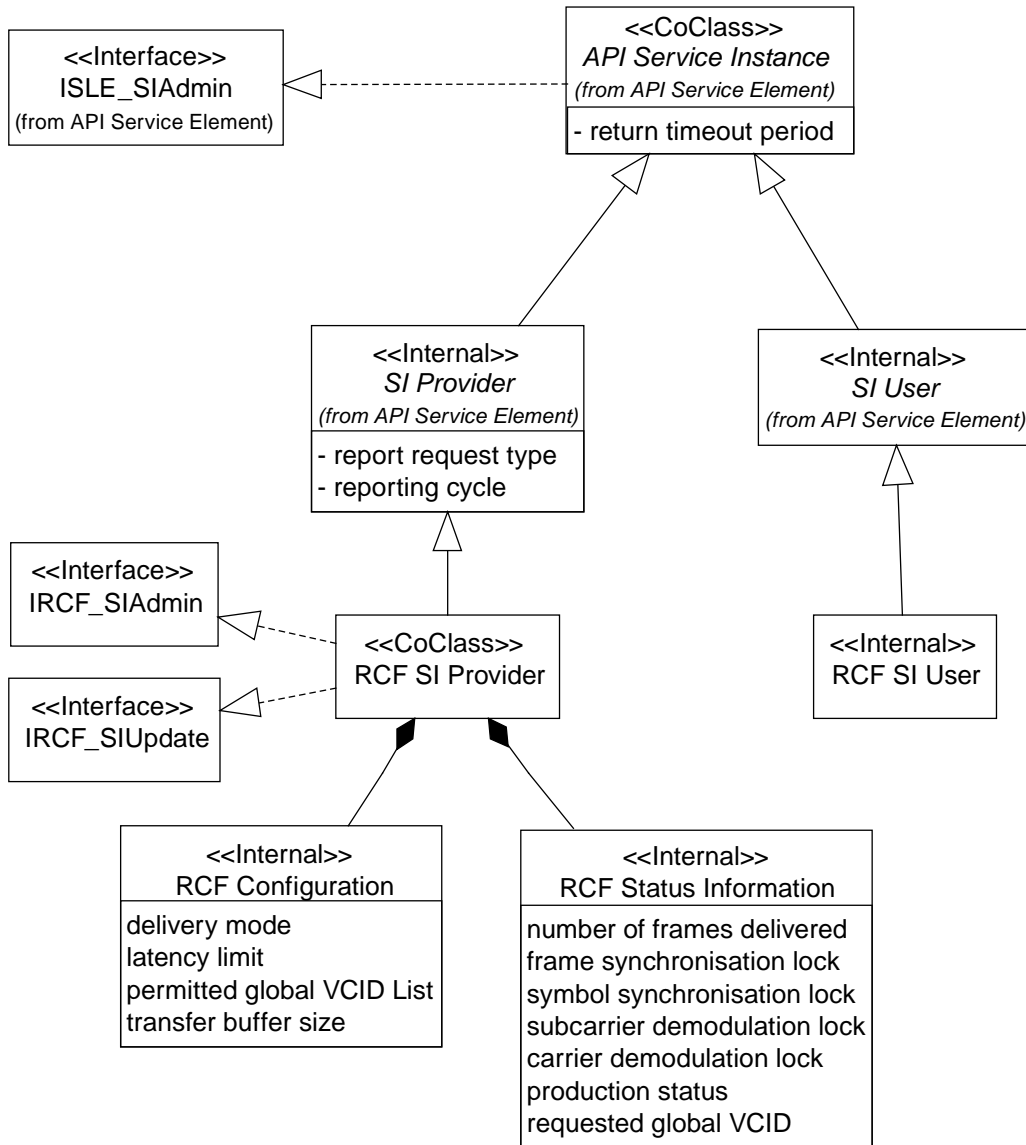 <<Interface>>
ISLE_SIAdmin
(from API Service Element)
<<CoClass>>
API Service Instance
(from API Service Element)
- return timeout period
<<Internal>>
SI Provider
(from API Service Element)
- report request type
- reporting cycle
<<Internal>>
SI User
(from API Service Element)
<<Interface>>
IRCF_SIAdmin
<<Interface>>
IRCF_SIUpdate
<<CoClass>>
RCF SI Provider
<<Internal>>
RCF SI User
<<Internal>>
RCF Configuration
delivery mode
latency limit
permitted global VCID List
transfer buffer size
<<Internal>>
RCF Status Information
number of frames delivered
frame synchronisation lock
symbol synchronisation lock
subcarrier demodulation lock
carrier demodulation lock
production status
requested global VCID